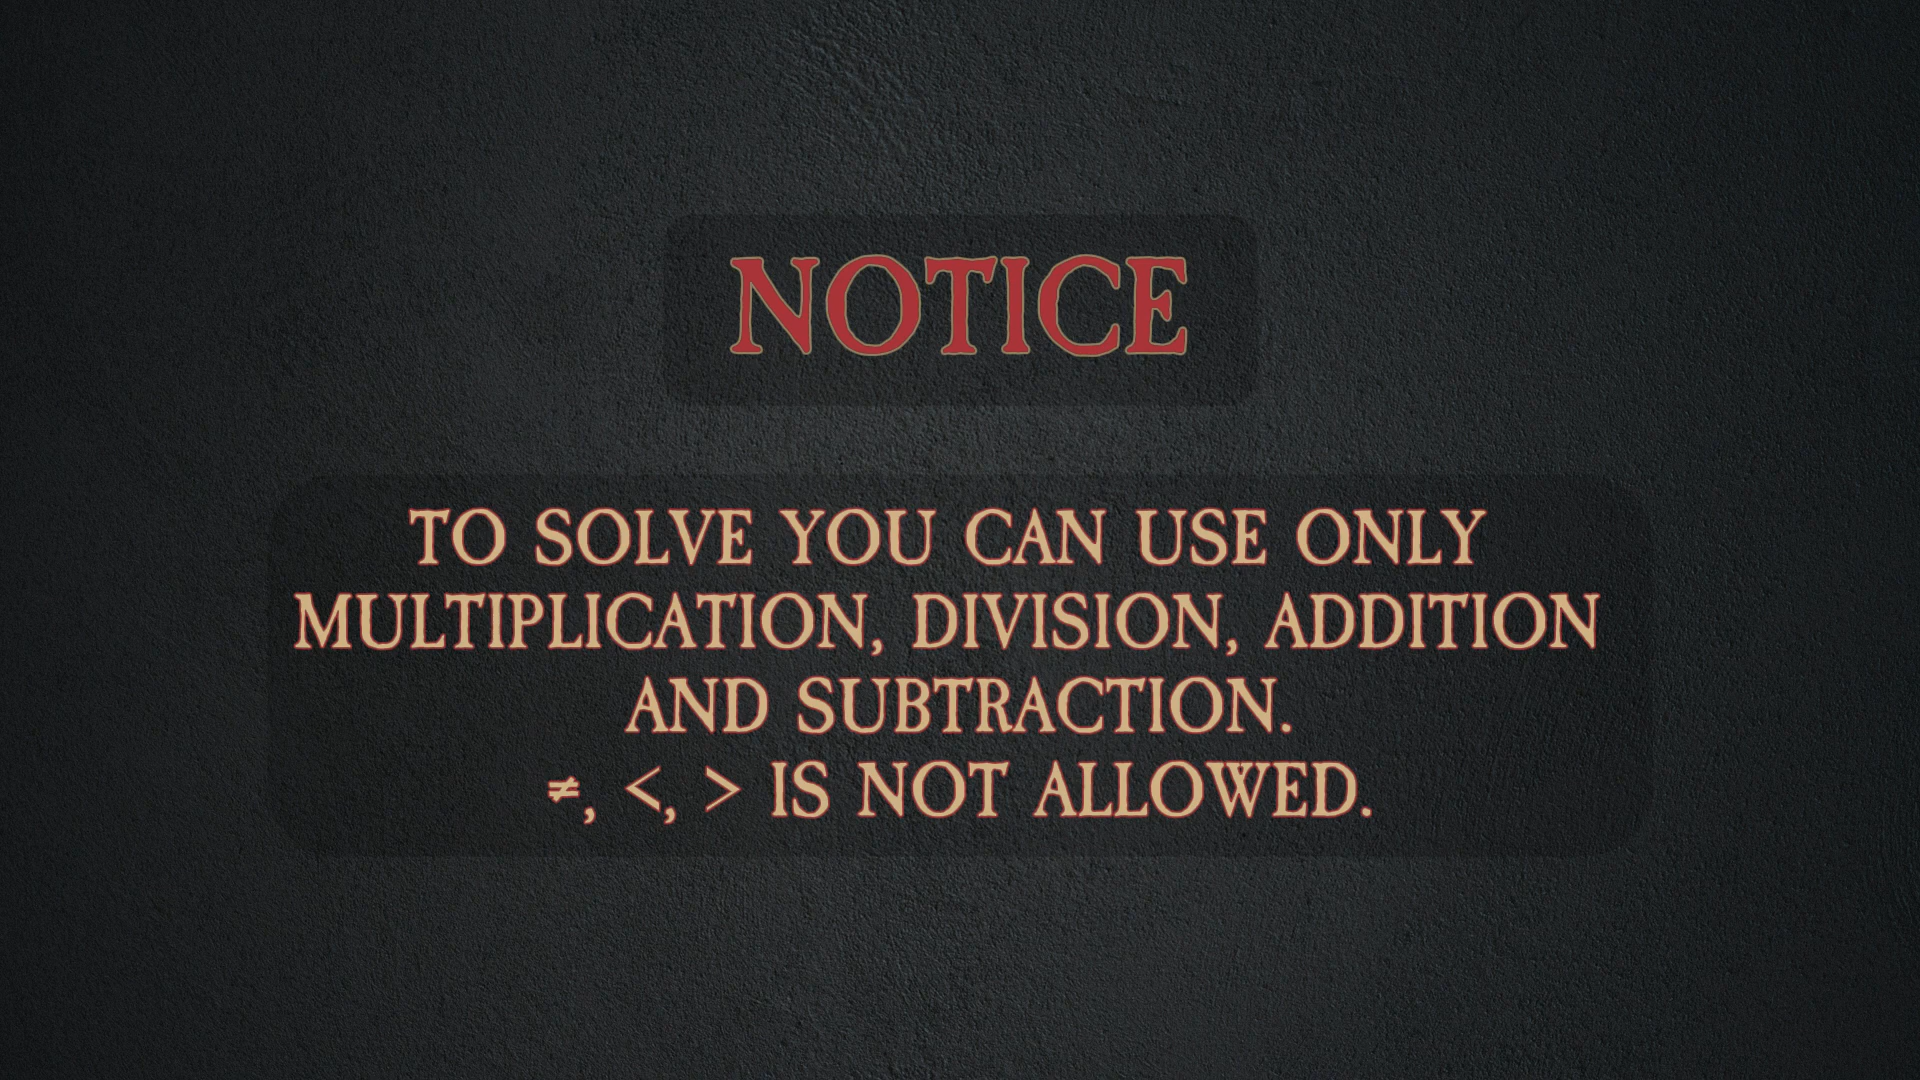 NOTICE
TO SOLVE YOU CAN USE ONLY
MULTIPLICATION, DIVISION, ADDITION
AND SUBTRACTION.
≠, <, > IS NOT ALLOWED.